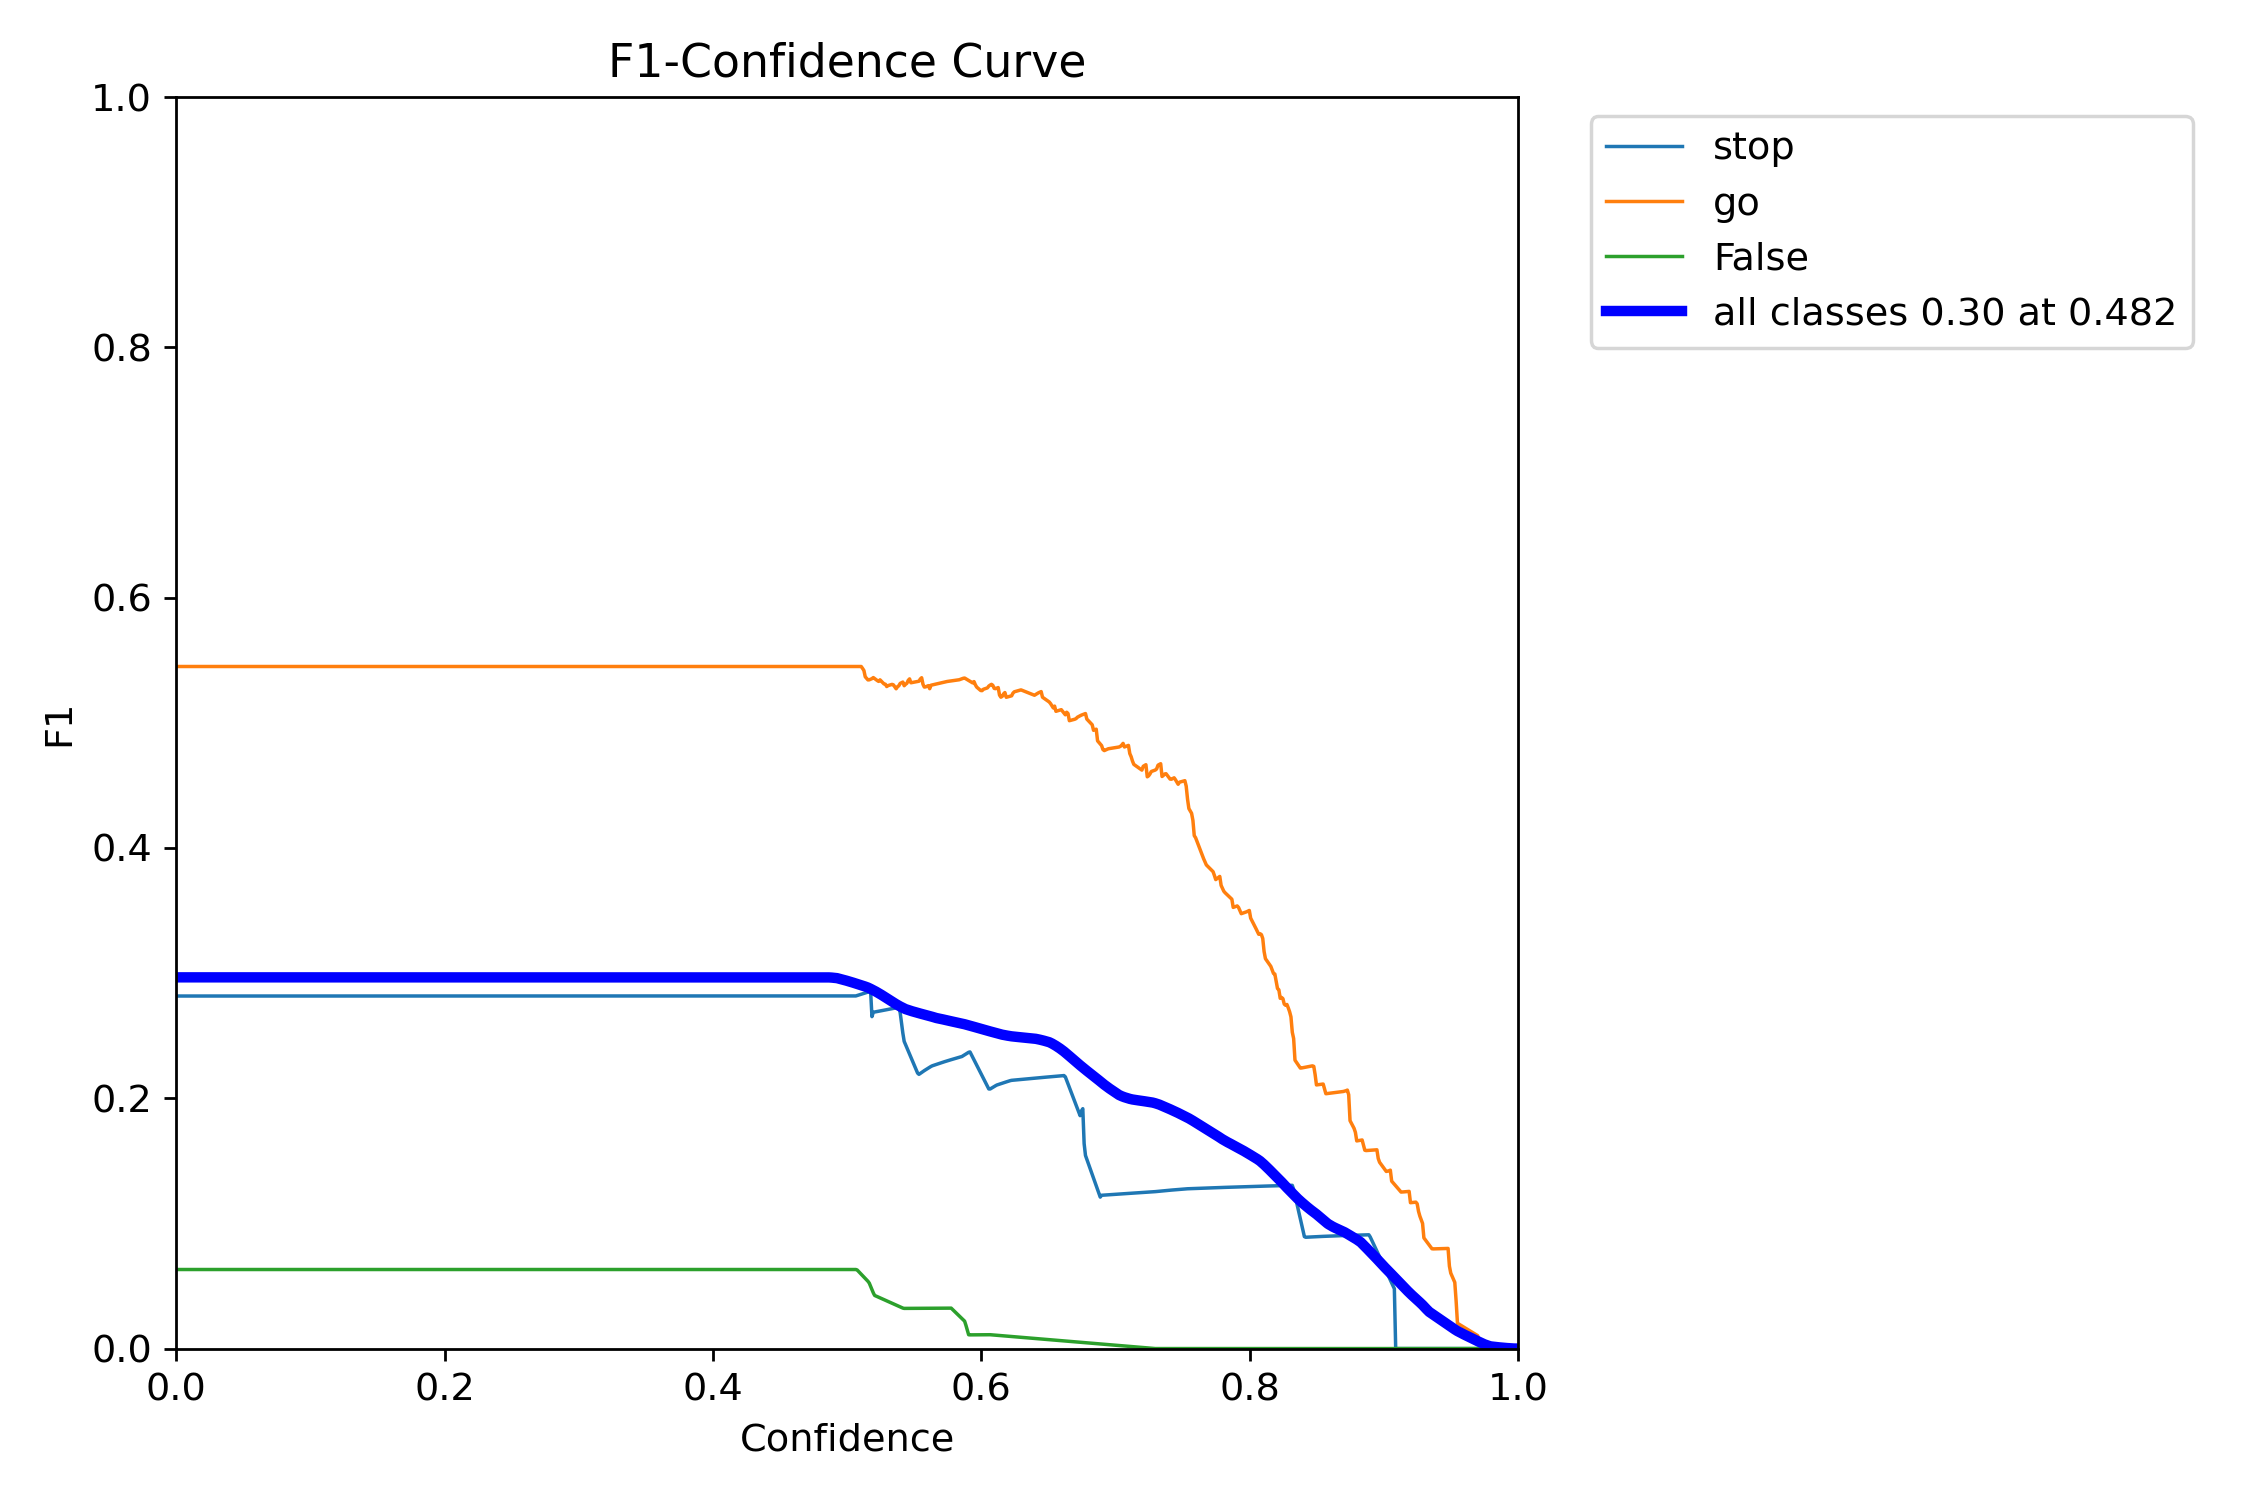 F1-Confidence Curve
1.0
0.8
0.6
0.4
0.2
0.0
F1
0.0 0.2 0.4 0.6 0.8 1.0
Confidence
stop
go
False
all classes 0.30 at 0.482